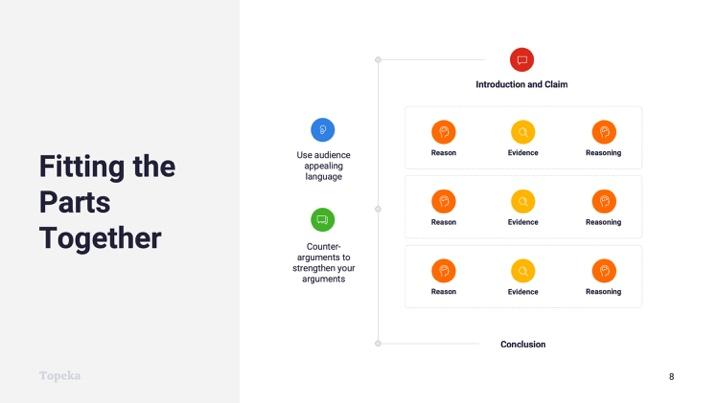 Fitting the
Parts
Together
Introduction and Claim
Use audience
appealing
language
Counter-
arguments to
strengthen your
arguments
Reason
Evidence
Reasoning
Reason
Evidence
Reasoning
Reason
Evidence
Reasoning
Conclusion
Topeka
8